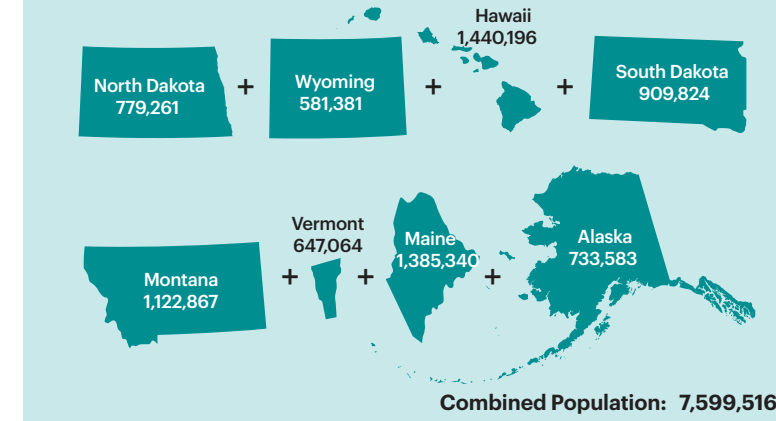 Hawaii
1,440,196
North Dakota
779,261
+
Wyoming
581,381
+
+
South Dakota
909,824
Montana
1,122,867
+
Vermont
647,064
+
Maine
1,385,340
+
Alaska
733,583
Combined Population: 7,599,516